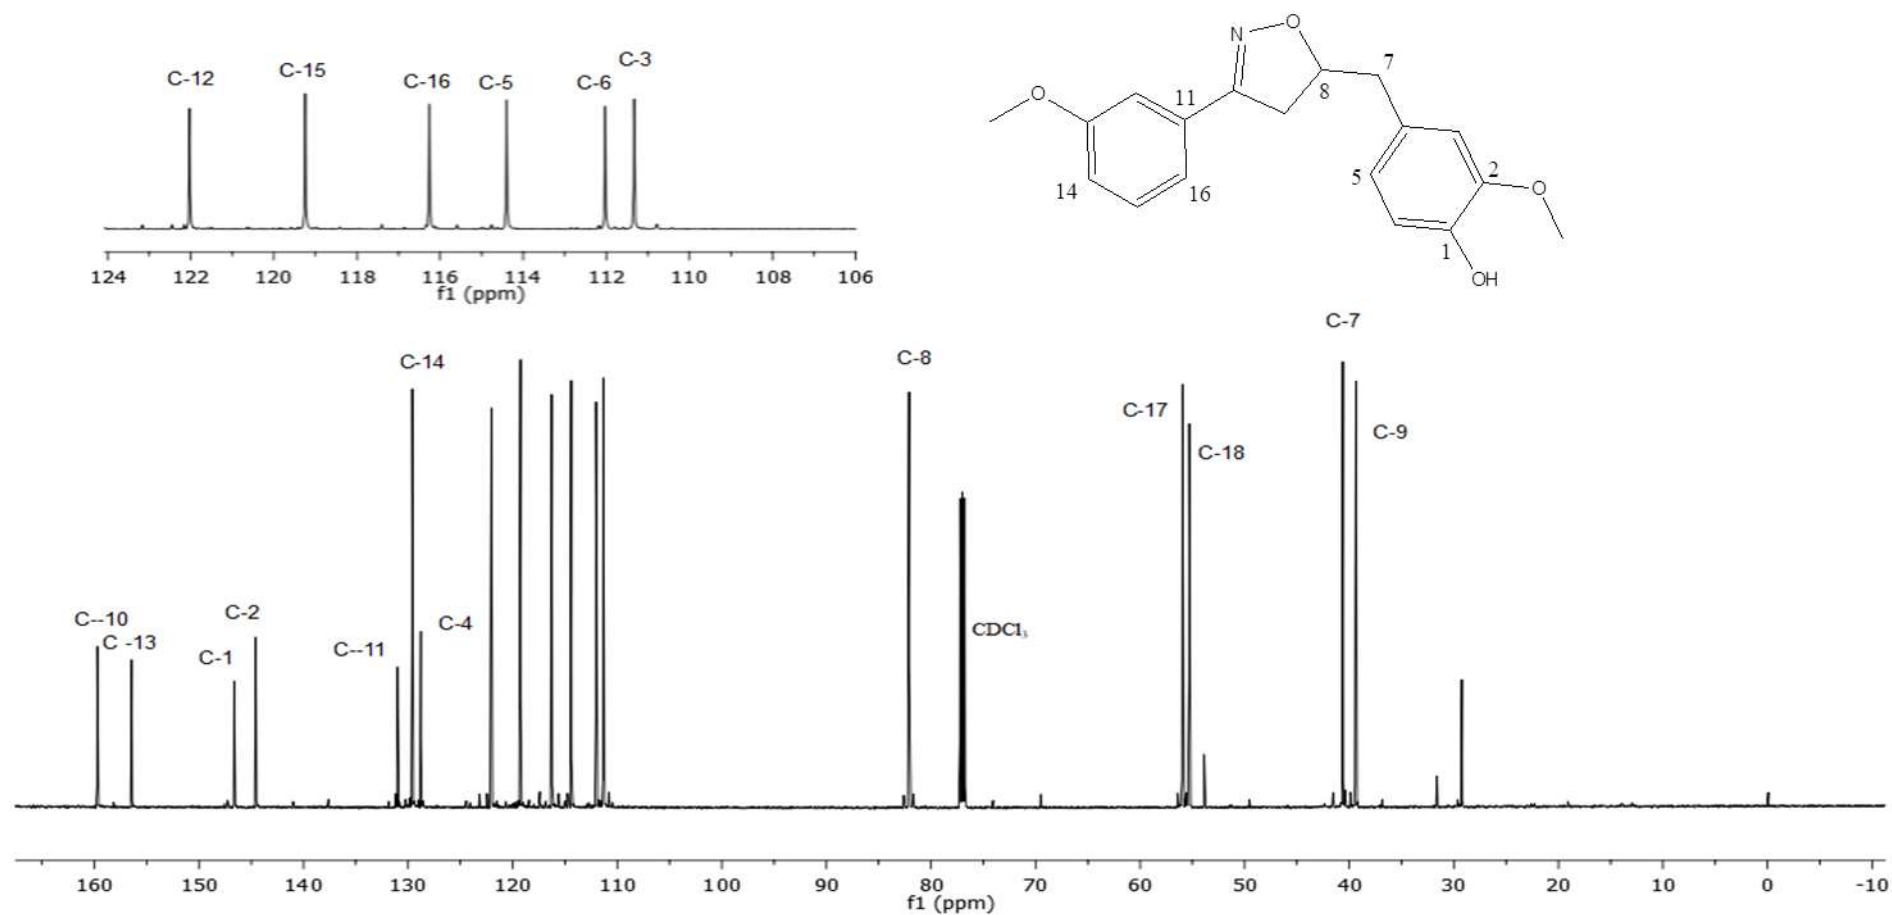 C-12 C-15 C-16 C-5 C-6 C-3
124 122 120 118 116 114 112 110 108 106
f1 (ppm)
N O
7
8
11
O
14 16
5 2 O
1
OH
C-7
C-14 C-8
C-17
C-9
C-18
C--10
C -13
C-2
C-1
C--11
C-4
CDCl₃
160 150 140 130 120 110 100 90 80 70 60 50 40 30 20 10 0 -10
f1 (ppm)